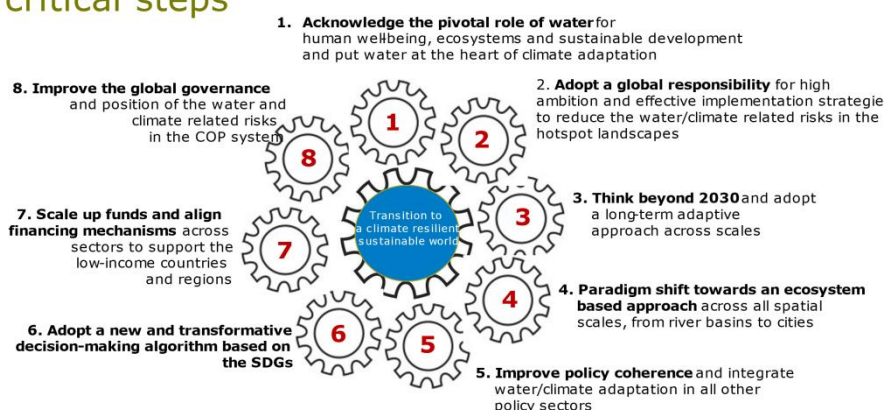 critical steps
1. Acknowledge the pivotal role of water for
human well-being, ecosystems and sustainable development
and put water at the heart of climate adaptation
2. Adopt a global responsibility for high
ambition and effective implementation strategie
to reduce the water/climate related risks in the
hotspot landscapes
3. Think beyond 2030 and adopt
a long-term adaptive
approach across scales
4. Paradigm shift towards an ecosystem
based approach across all spatial
scales, from river basins to cities
5. Improve policy coherence and integrate
water/climate adaptation in all other
policy sectors
6. Adopt a new and transformative
decision-making algorithm based on
the SDGs
7. Scale up funds and align
financing mechanisms across
sectors to support the
low-income countries
and regions
8. Improve the global governance
and position of the water and
climate related risks
in the COP system
1
2
3
4
5
6
7
8
Transition to
a climate resilient
sustainable world